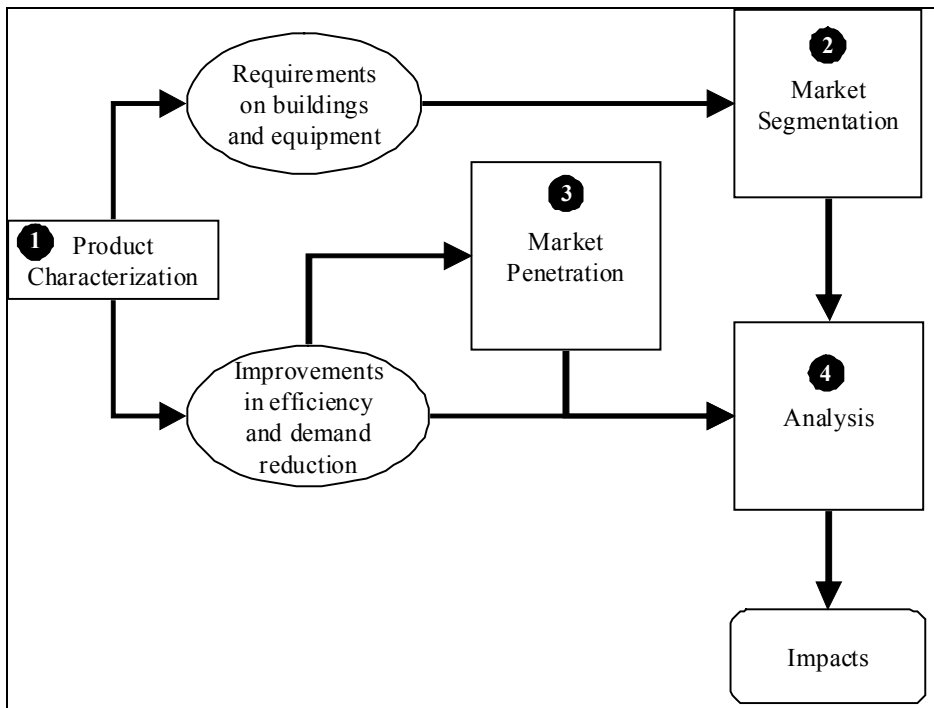 Requirements
on buildings
and equipment
2
Market
Segmentation
3
Market
Penetration
1 Product
Characterization
Improvements
in efficiency
and demand
reduction
4
Analysis
Impacts